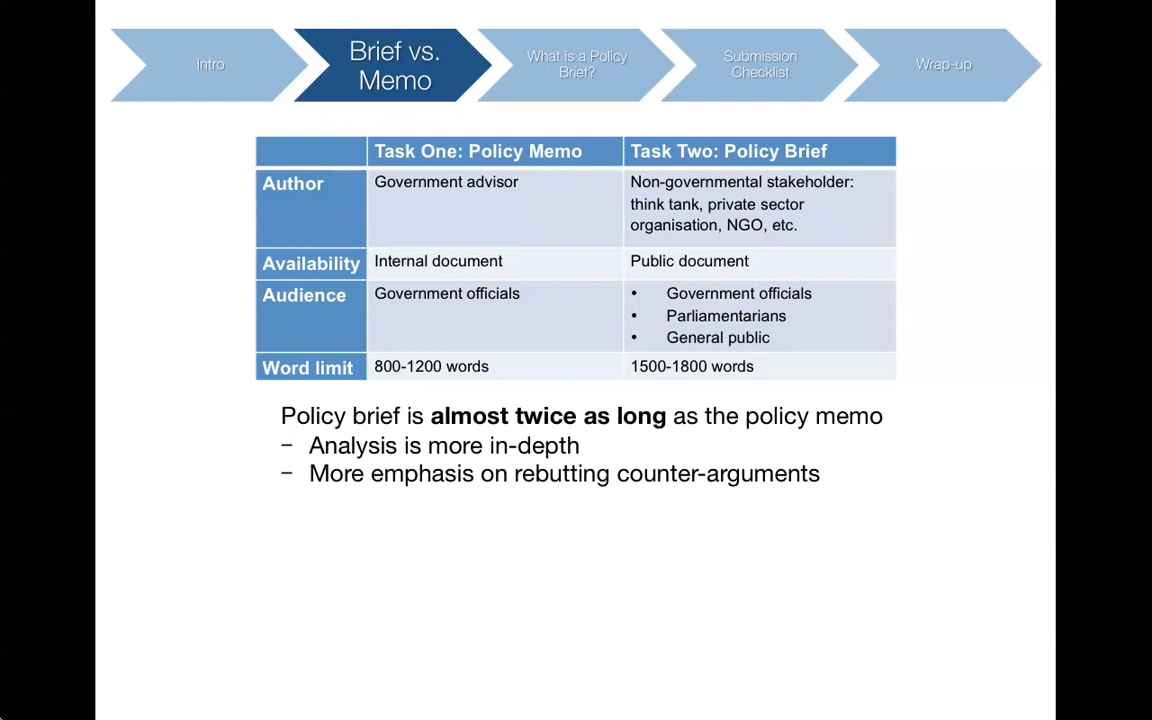 Intro
Brief vs.
Memo
What is a Policy
Brief?
Submission
Checklist
Wrap-up
Task One: Policy Memo
Task Two: Policy Brief
Author
Government advisor
Non-governmental stakeholder:
think tank, private sector
organisation, NGO, etc.
Availability
Internal document
Public document
Audience
Government officials
• Government officials
• Parliamentarians
• General public
Word limit
800-1200 words
1500-1800 words
Policy brief is almost twice as long as the policy memo
− Analysis is more in-depth
− More emphasis on rebutting counter-arguments